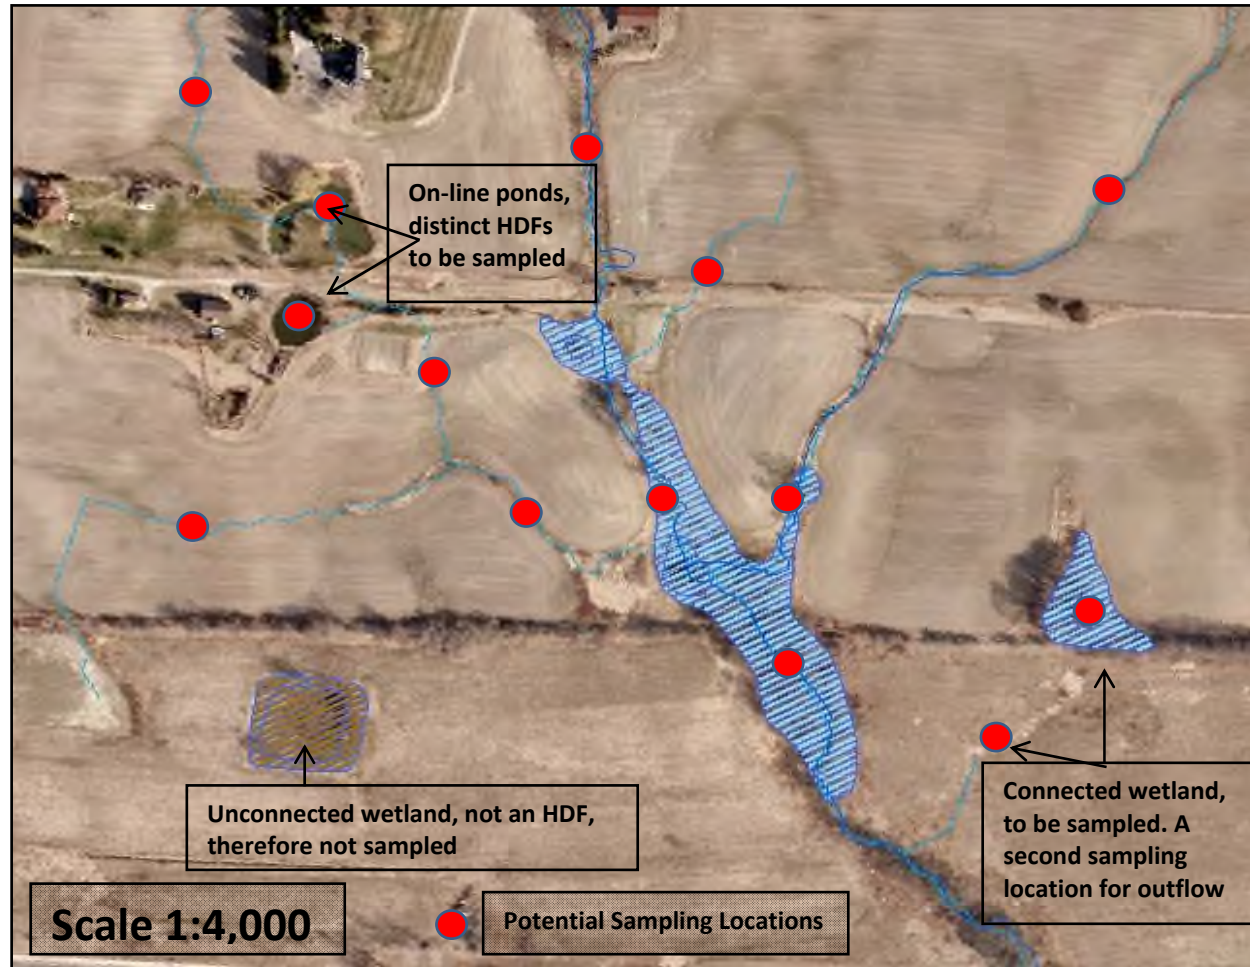 On-line ponds,
distinct HDFs
to be sampled
Unconnected wetland, not an HDF,
therefore not sampled
Connected wetland,
to be sampled. A
second sampling
location for outflow
Scale 1:4,000
Potential Sampling Locations